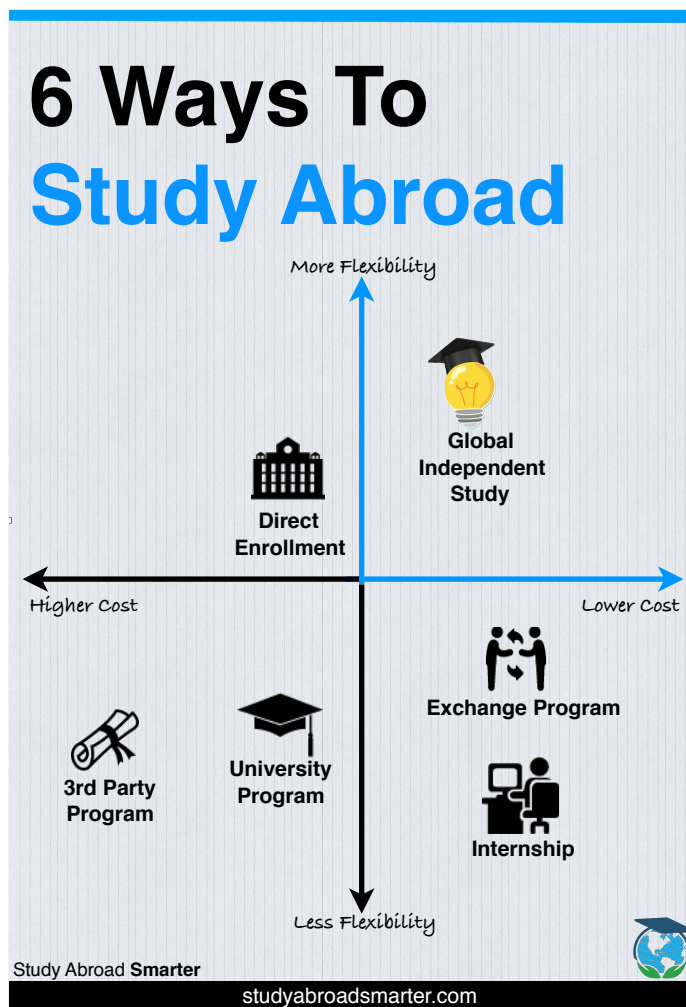 6 Ways To
Study Abroad
More Flexibility
Global
Independent
Study
Direct
Enrollment
Higher Cost
Lower Cost
Exchange Program
3rd Party
Program
University
Program
Internship
Less Flexibility
Study Abroad Smarter
studyabroadsmarter.com